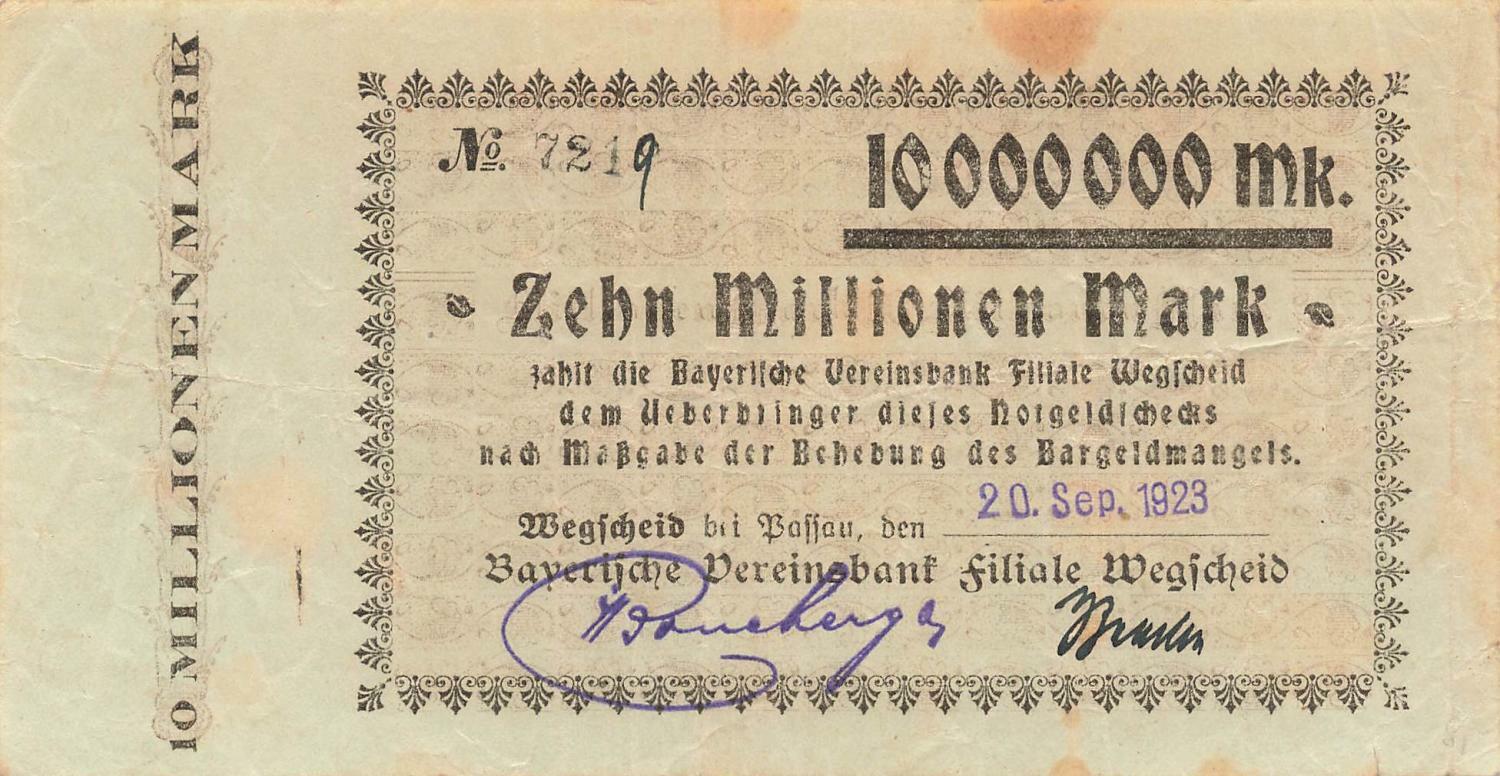 10 MILLIONEN MARK
No. 7219
10000000 Mk.
Zehn Millionen Mark
zahlt die Bayerische Vereinsbank Filiale Wegscheid
dem Ueberbringer dieses Notgeldschecks
nach Maßgabe der Behebung des Bargeldmangels.
Wegscheid bei Passau, den 20. Sep. 1923
Bayerische Vereinsbank Filiale Wegscheid